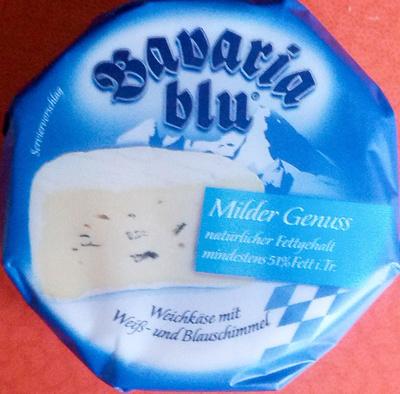 Bavaria
blu®
Serviervorschlag
Milder Genuss
natürlicher Fettgehalt
mindestens 51% Fett i. Tr.
Weichkäse mit
Weiß- und Blauschimmel